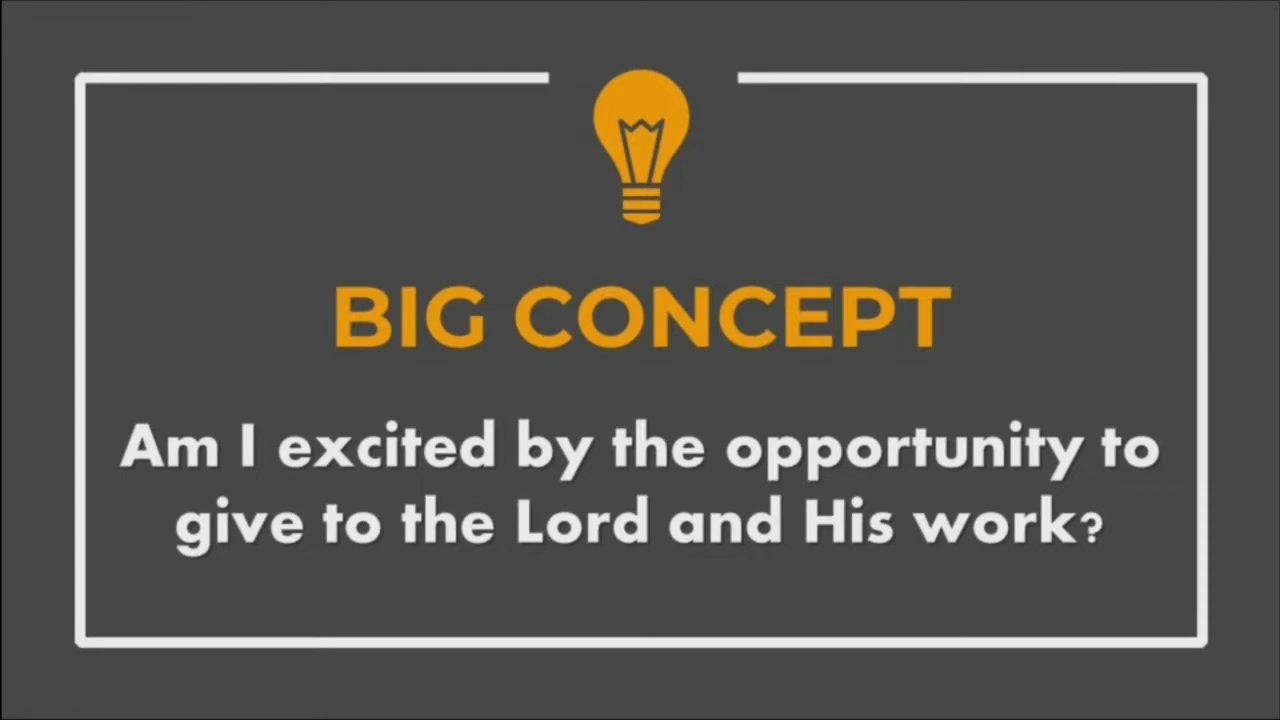 BIG CONCEPT
Am I excited by the opportunity to
give to the Lord and His work?